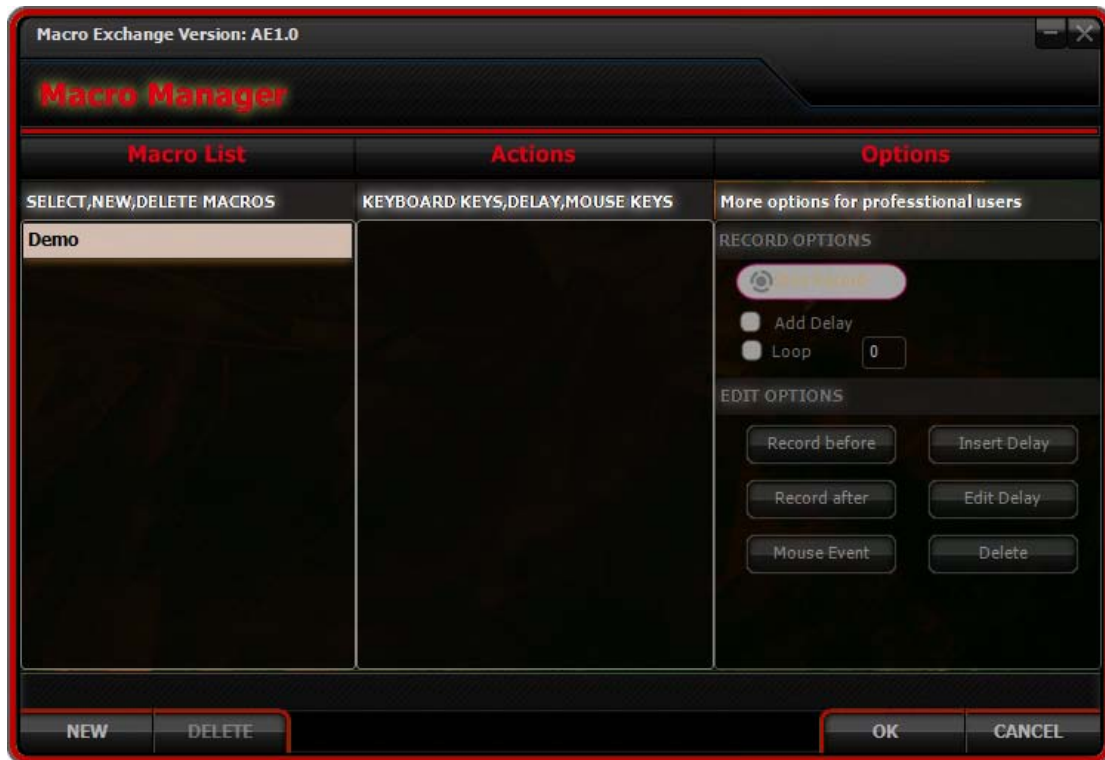 Macro Exchange Version: AE1.0
Macro Manager
Macro List
Actions
Options
SELECT,NEW,DELETE MACROS
KEYBOARD KEYS,DELAY,MOUSE KEYS
More options for professtional users
Demo
RECORD OPTIONS
Add Delay
Loop 0
EDIT OPTIONS
Record before
Insert Delay
Record after
Edit Delay
Mouse Event
Delete
NEW
DELETE
OK
CANCEL